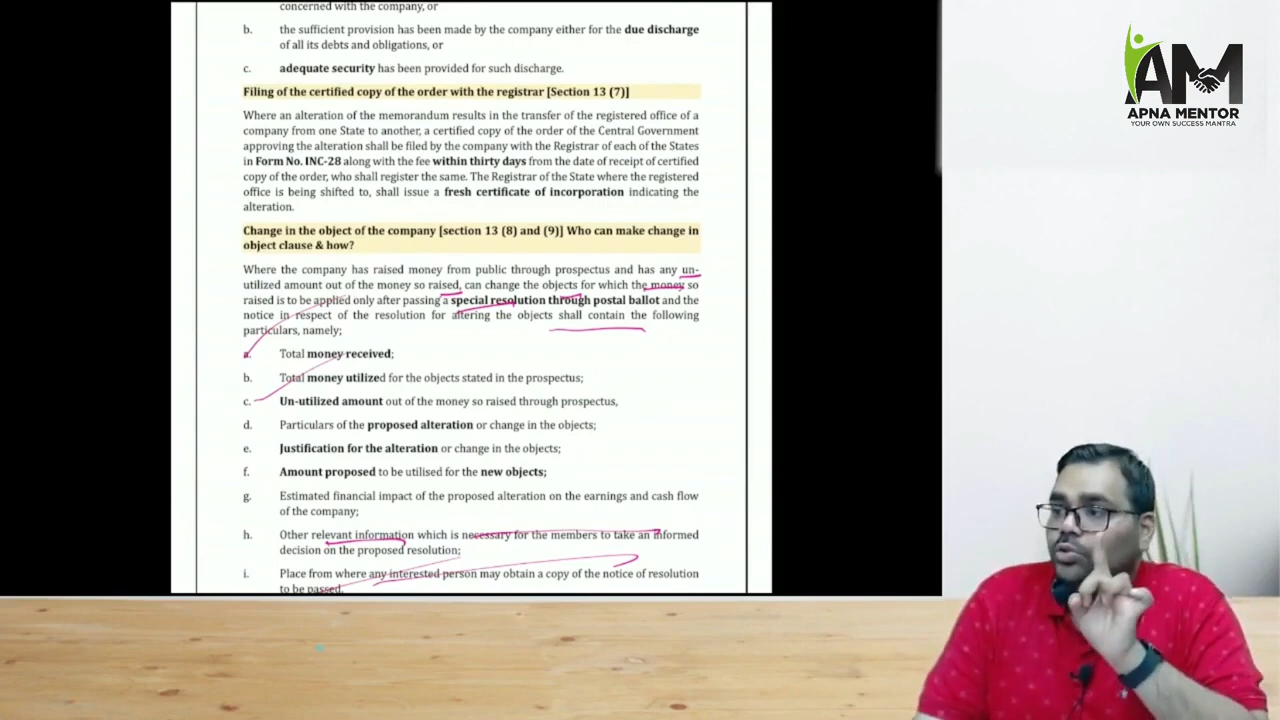 concerned with the company, or
b. the sufficient provision has been made by the company either for the due discharge
of all its debts and obligations, or
c. adequate security has been provided for such discharge.
Filing of the certified copy of the order with the registrar [Section 13 (7)]
Where an alteration of the memorandum results in the transfer of the registered office of a
company from one State to another, a certified copy of the order of the Central Government
approving the alteration shall be filed by the company with the Registrar of each of the States
in Form No. INC-28 along with the fee within thirty days from the date of receipt of certified
copy of the order, who shall register the same. The Registrar of the State where the registered
office is being shifted to, shall issue a fresh certificate of incorporation indicating the
alteration.
Change in the object of the company [section 13 (8) and (9)] Who can make change in
object clause & how?
Where the company has raised money from public through prospectus and has any un-
utilized amount out of the money so raised, can change the objects for which the money so
raised is to be applied only after passing a special resolution through postal ballot and the
notice in respect of the resolution for altering the objects shall contain the following
particulars, namely;
a. Total money received;
b. Total money utilized for the objects stated in the prospectus;
c. Un-utilized amount out of the money so raised through prospectus,
d. Particulars of the proposed alteration or change in the objects;
e. Justification for the alteration or change in the objects;
f. Amount proposed to be utilised for the new objects;
g. Estimated financial impact of the proposed alteration on the earnings and cash flow
of the company;
h. Other relevant information which is necessary for the members to take an informed
decision on the proposed resolution;
i. Place from where any interested person may obtain a copy of the notice of resolution
to be passed.
AM
APNA MENTOR
YOUR OWN SUCCESS MANTRA